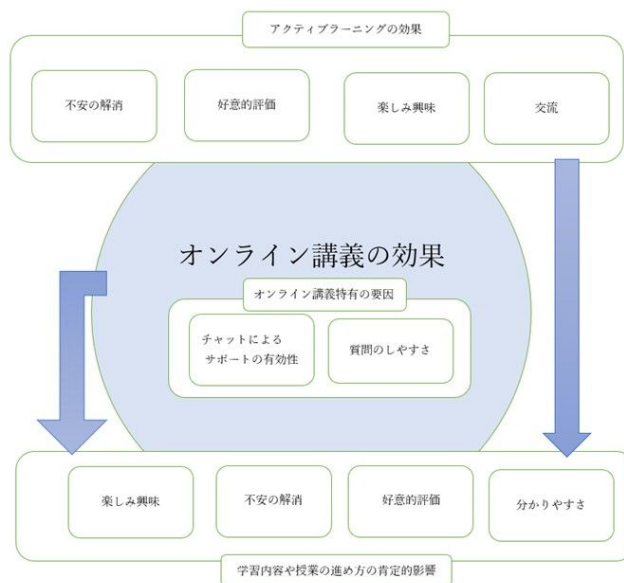 アクティブラーニングの効果
不安の解消
好意的評価
楽しみ興味
交流
オンライン講義の効果
オンライン講義特有の要因
チャットによる
サポートの有効性
質問のしやすさ
楽しみ興味
不安の解消
好意的評価
分かりやすさ
学習内容や授業の進め方の肯定的影響